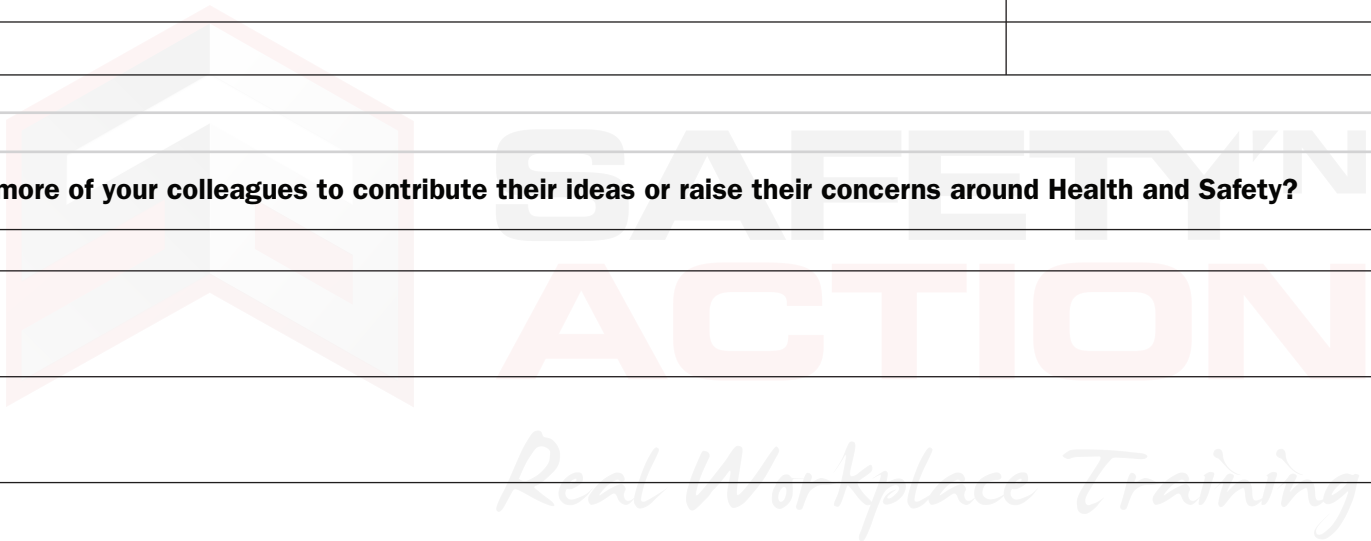 more of your colleagues to contribute their ideas or raise their concerns around Health and Safety?
SAFETY'N
ACTION
Real Workplace Training